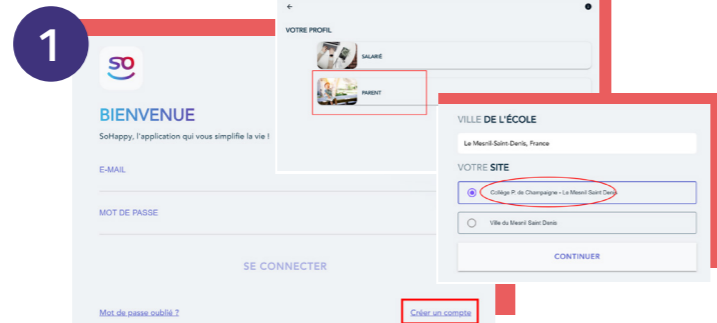 1
so
BIENVENUE
SoHappy, l'application qui vous simplifie la vie !
E-MAIL
MOT DE PASSE
SE CONNECTER
Mot de passe oublié ?
Créer un compte
VOTRE PROFIL
SALARIÉ
PARENT
VILLE DE L'ÉCOLE
Le Mesnil-Saint-Denis, France
VOTRE SITE
Collège P. de Champaigne - Le Mesnil Saint Denis
Ville du Mesnil Saint Denis
CONTINUER